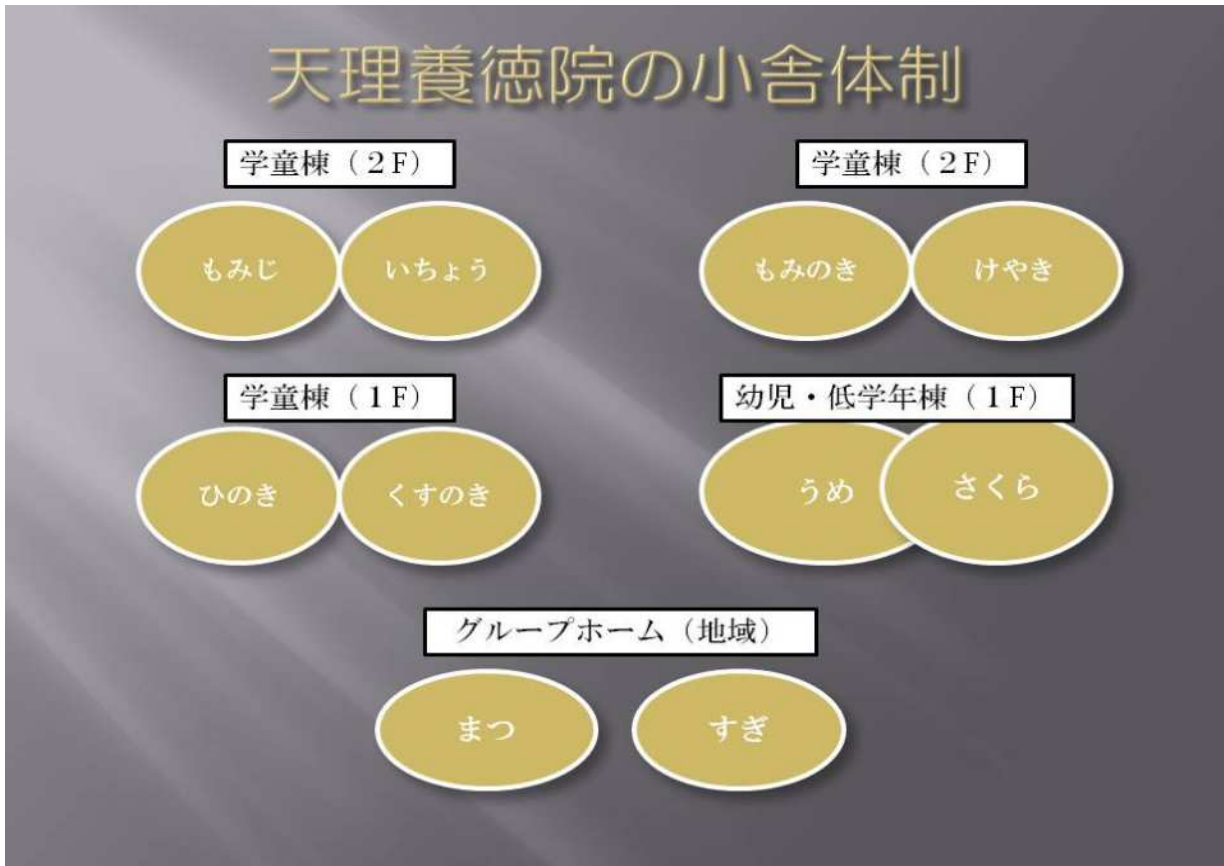 天理養徳院の小舎体制
学童棟（２F）
もみじ
いちょう
学童棟（２F）
もみのき
けやき
学童棟（１F）
ひのき
くすのき
幼児・低学年棟（１F）
うめ
さくら
グループホーム（地域）
まつ
すぎ